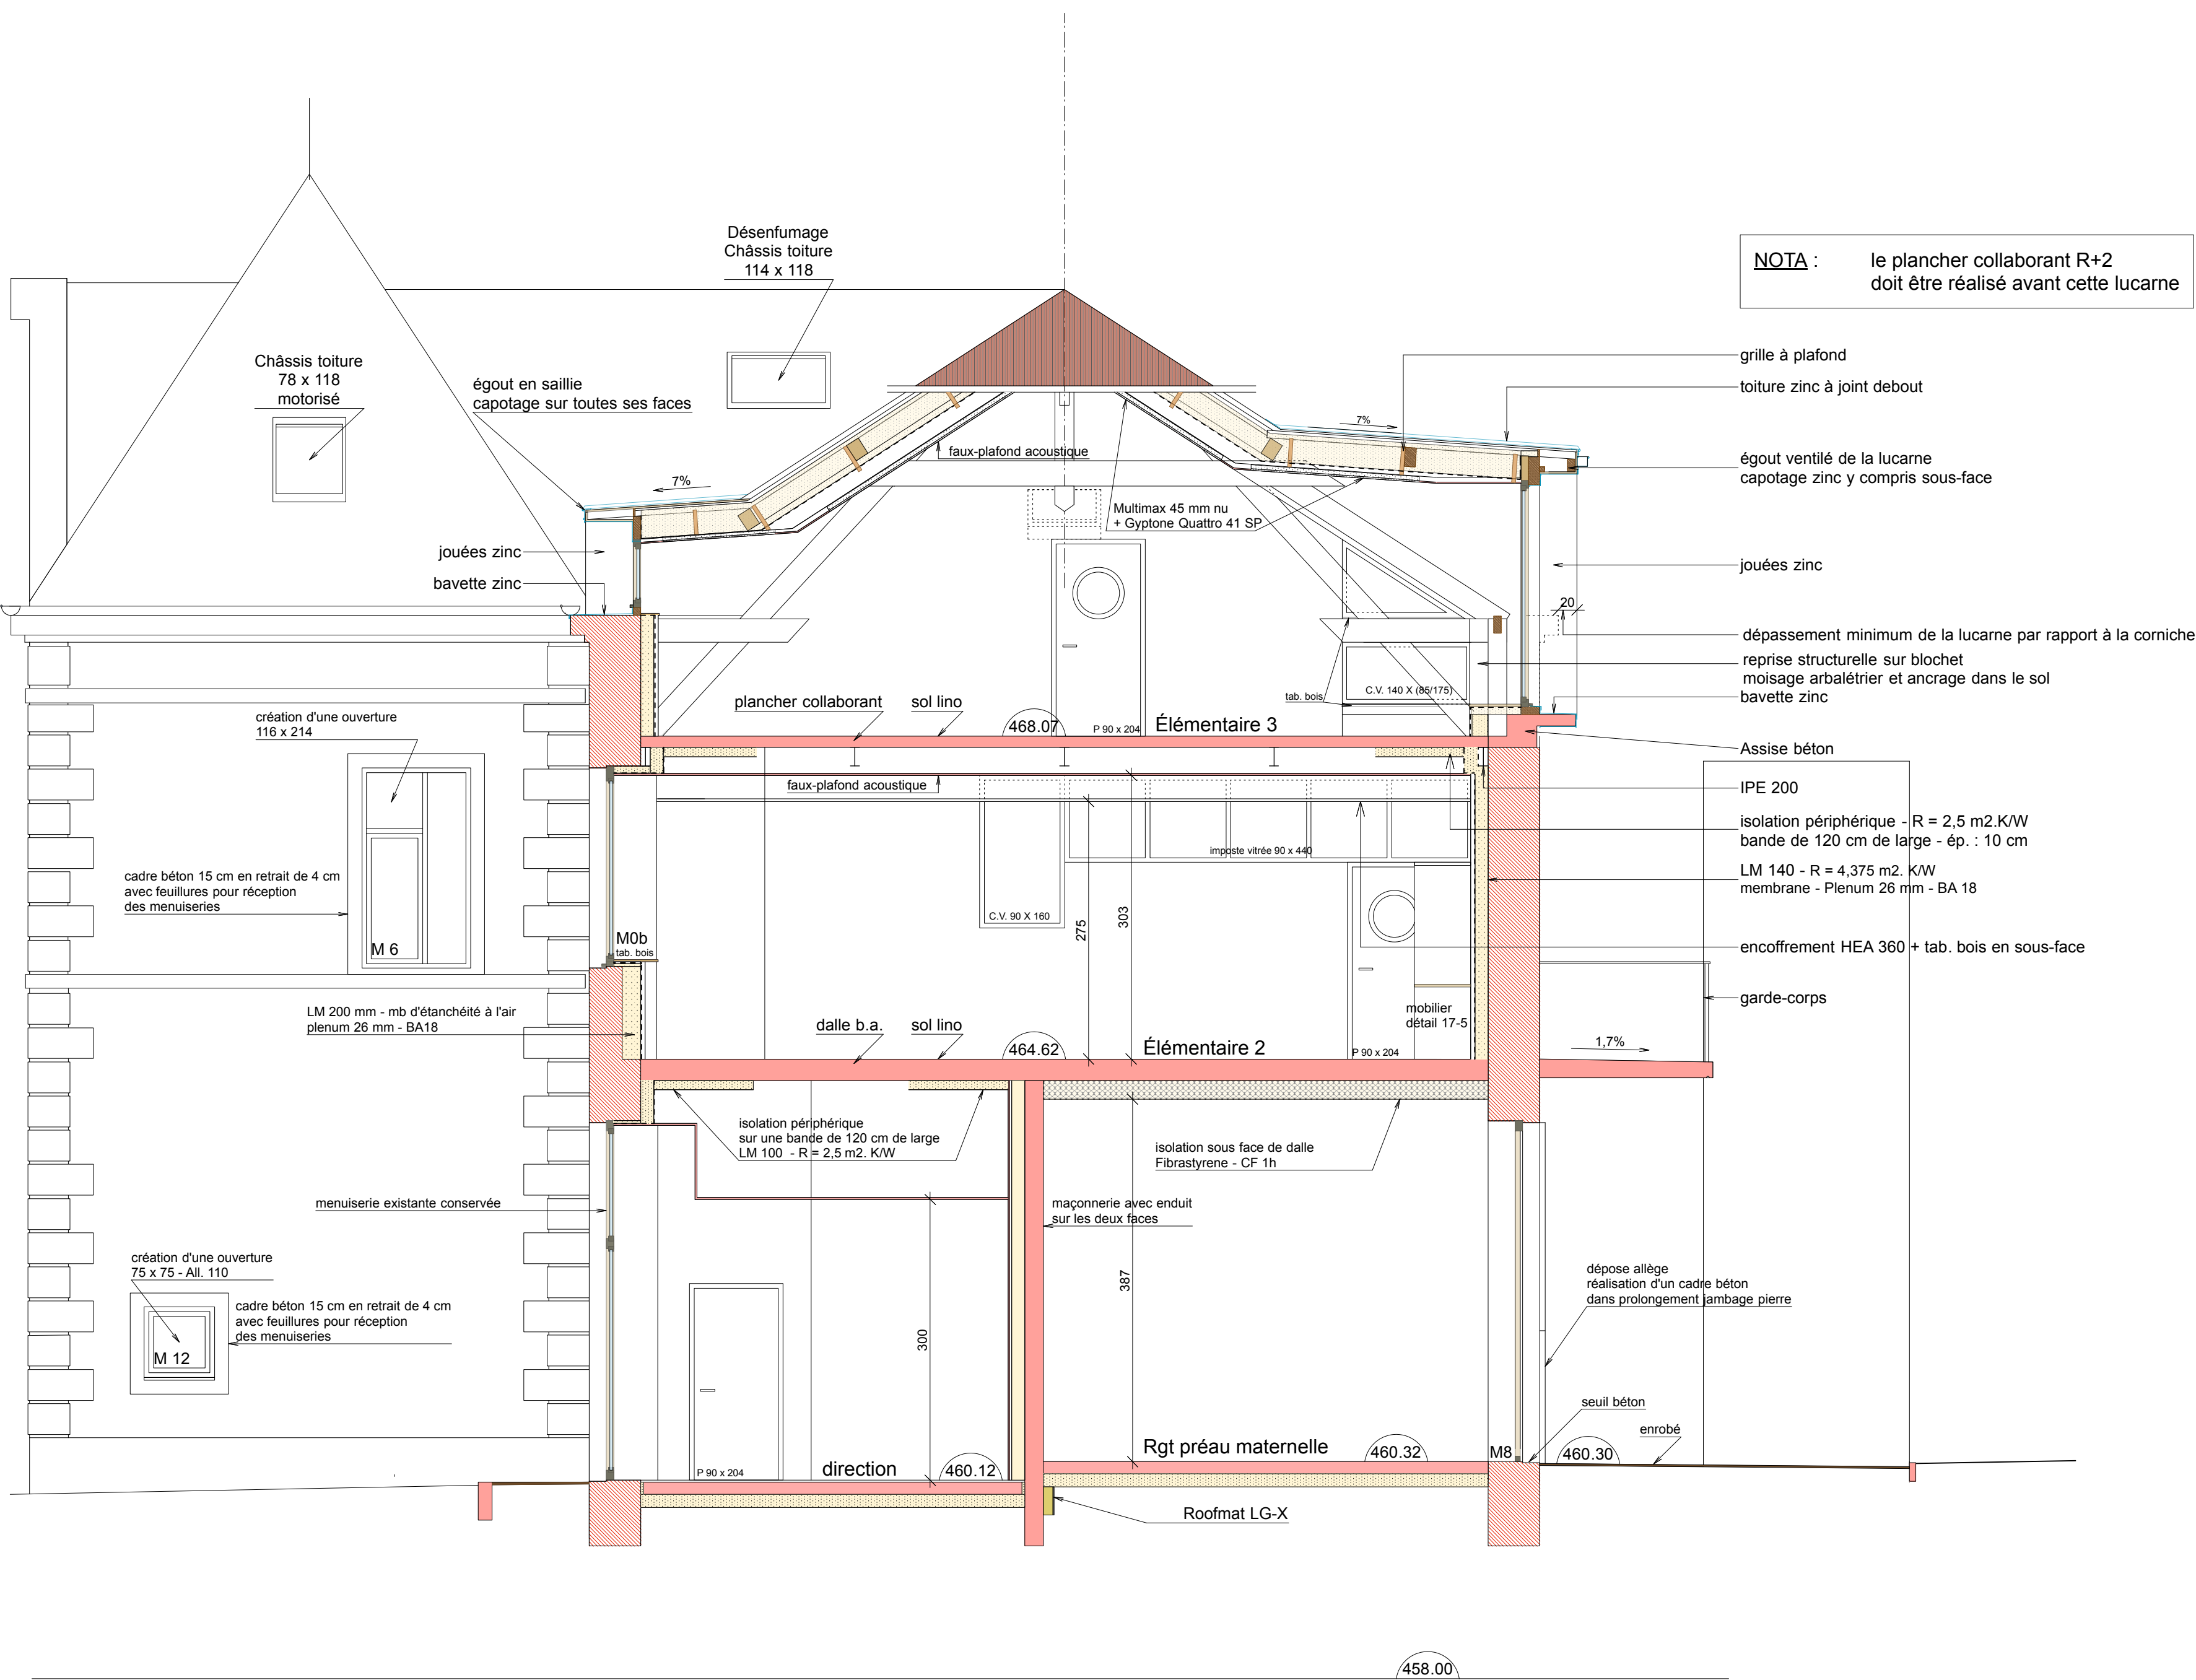 Désenfumage
Châssis toiture
114 x 118
NOTA : le plancher collaborant R+2
doit être réalisé avant cette lucarne
Châssis toiture
78 x 118
motorisé
égout en saillie
capotage sur toutes ses faces
grille à plafond
toiture zinc à joint debout
7%
faux-plafond acoustique
égout ventilé de la lucarne
capotage zinc y compris sous-face
7%
Multimax 45 mm nu
+ Gyptone Quattro 41 SP
jouées zinc
bavette zinc
jouées zinc
20
dépassement minimum de la lucarne par rapport à la corniche
reprise structurelle sur blochet
moisage arbalétrier et ancrage dans le sol
bavette zinc
C.V. 140 X (85/175)
tab. bois
plancher collaborant
sol lino
468.07
P 90 x 204
Élémentaire 3
création d'une ouverture
116 x 214
Assise béton
faux-plafond acoustique
IPE 200
isolation périphérique - R = 2,5 m2.K/W
bande de 120 cm de large - ép. : 10 cm
imposte vitrée 90 x 440
LM 140 - R = 4,375 m2. K/W
membrane - Plenum 26 mm - BA 18
cadre béton 15 cm en retrait de 4 cm
avec feuillures pour réception
des menuiseries
C.V. 90 X 160
275
303
M 6
M0b
tab. bois
encoffrement HEA 360 + tab. bois en sous-face
garde-corps
LM 200 mm - mb d'étanchéité à l'air
plenum 26 mm - BA18
mobilier
détail 17-5
dalle b.a.
sol lino
464.62
Élémentaire 2
P 90 x 204
1,7%
isolation périphérique
sur une bande de 120 cm de large
LM 100 - R = 2,5 m2. K/W
isolation sous face de dalle
Fibrastyrene - CF 1h
menuiserie existante conservée
maçonnerie avec enduit
sur les deux faces
création d'une ouverture
75 x 75 - All. 110
387
dépose allège
réalisation d'un cadre béton
dans prolongement jambage pierre
cadre béton 15 cm en retrait de 4 cm
avec feuillures pour réception
des menuiseries
M 12
300
seuil béton
enrobé
P 90 x 204
direction
460.12
Rgt préau maternelle
460.32
M8
460.30
Roofmat LG-X
458.00